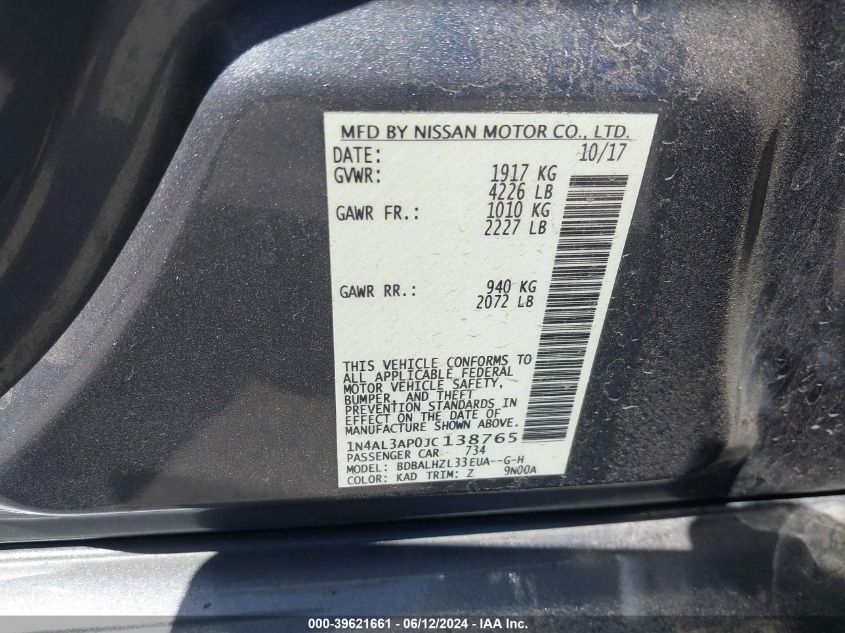 MFD BY NISSAN MOTOR CO., LTD.
DATE: 10/17
GVWR: 1917 KG
4226 LB
GAWR FR.: 1010 KG
2227 LB
GAWR RR.: 940 KG
2072 LB
THIS VEHICLE CONFORMS TO
ALL APPLICABLE FEDERAL
MOTOR VEHICLE SAFETY,
BUMPER, AND THEFT
PREVENTION STANDARDS IN
EFFECT ON THE DATE OF
MANUFACTURE SHOWN ABOVE.
1N4AL3AP0JC138765
PASSENGER CAR 734
MODEL: BDBALHZL33EUA--G-H
COLOR: KAD TRIM: Z 9N00A
000-39621661 - 06/12/2024 - © IAA, Inc.